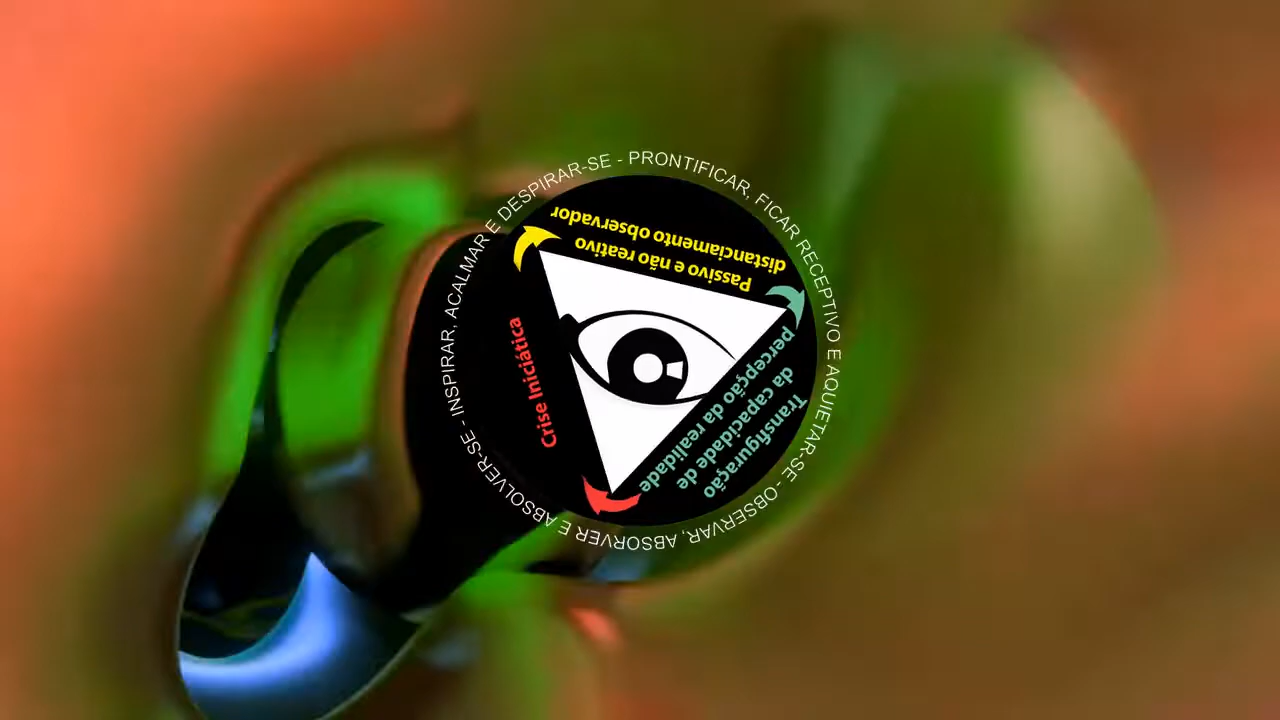 INSPIRAR, ACALMAR E DESPIRAR-SE - PRONTIFICAR, FICAR RECEPTIVO E AQUIETAR-SE - OBSERVAR, ABSORVER E ABSOLVER-SE -
Crise Iniciática
Passivo e não reativo
distanciamento observador
Transfiguração
da capacidade de
percepção da realidade